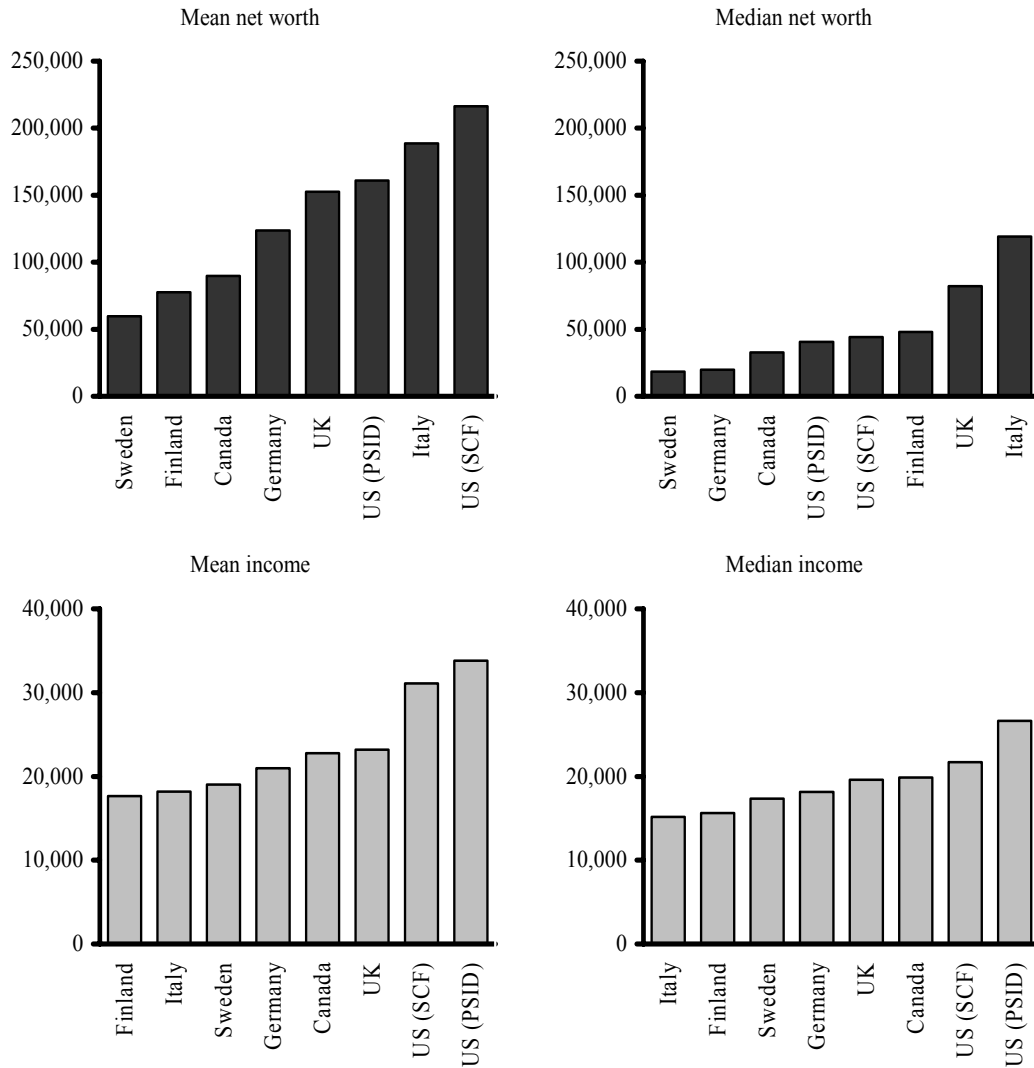 Mean net worth
250,000
200,000
150,000
100,000
50,000
0
Sweden
Finland
Canada
Germany
UK
US (PSID)
Italy
US (SCF)
Median net worth
250,000
200,000
150,000
100,000
50,000
0
Sweden
Germany
Canada
US (PSID)
US (SCF)
Finland
UK
Italy
Mean income
40,000
30,000
20,000
10,000
0
Finland
Italy
Sweden
Germany
Canada
UK
US (SCF)
US (PSID)
Median income
40,000
30,000
20,000
10,000
0
Italy
Finland
Sweden
Germany
UK
Canada
US (SCF)
US (PSID)